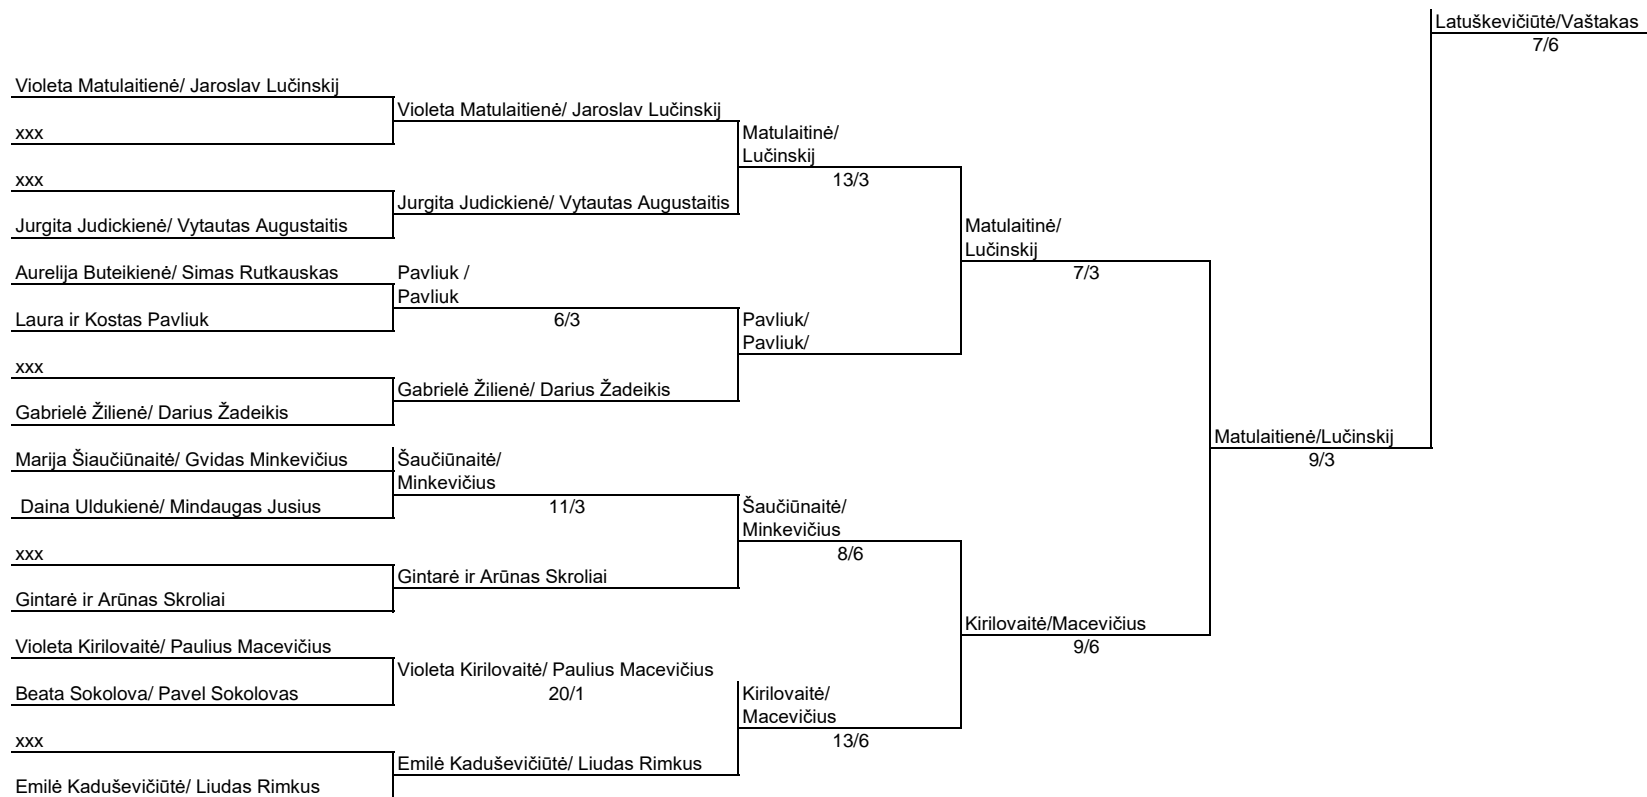 Latuškevičiūtė/Vaštakas
7/6
Violeta Matulaitienė/ Jaroslav Lučinskij
Violeta Matulaitienė/ Jaroslav Lučinskij
xxx
Matulaitinė/
Lučinskij
xxx
13/3
Jurgita Judickienė/ Vytautas Augustaitis
Jurgita Judickienė/ Vytautas Augustaitis
Matulaitinė/
Lučinskij
Aurelija Buteikienė/ Simas Rutkauskas
Pavliuk /
7/3
Pavliuk
Laura ir Kostas Pavliuk
6/3
Pavliuk/
Pavliuk/
xxx
Gabrielė Žilienė/ Darius Žadeikis
Gabrielė Žilienė/ Darius Žadeikis
Matulaitienė/Lučinskij
Marija Šiaučiūnaitė/ Gvidas Minkevičius
Šaučiūnaitė/
9/3
Minkevičius
Daina Uldukienė/ Mindaugas Jusius
11/3
Šaučiūnaitė/
Minkevičius
xxx
8/6
Gintarė ir Arūnas Skroliai
Gintarė ir Arūnas Skroliai
Kirilovaitė/Macevičius
Violeta Kirilovaitė/ Paulius Macevičius
9/6
Violeta Kirilovaitė/ Paulius Macevičius
Beata Sokolova/ Pavel Sokolovas
20/1
Kirilovaitė/
Macevičius
xxx
13/6
Emilė Kaduševičiūtė/ Liudas Rimkus
Emilė Kaduševičiūtė/ Liudas Rimkus